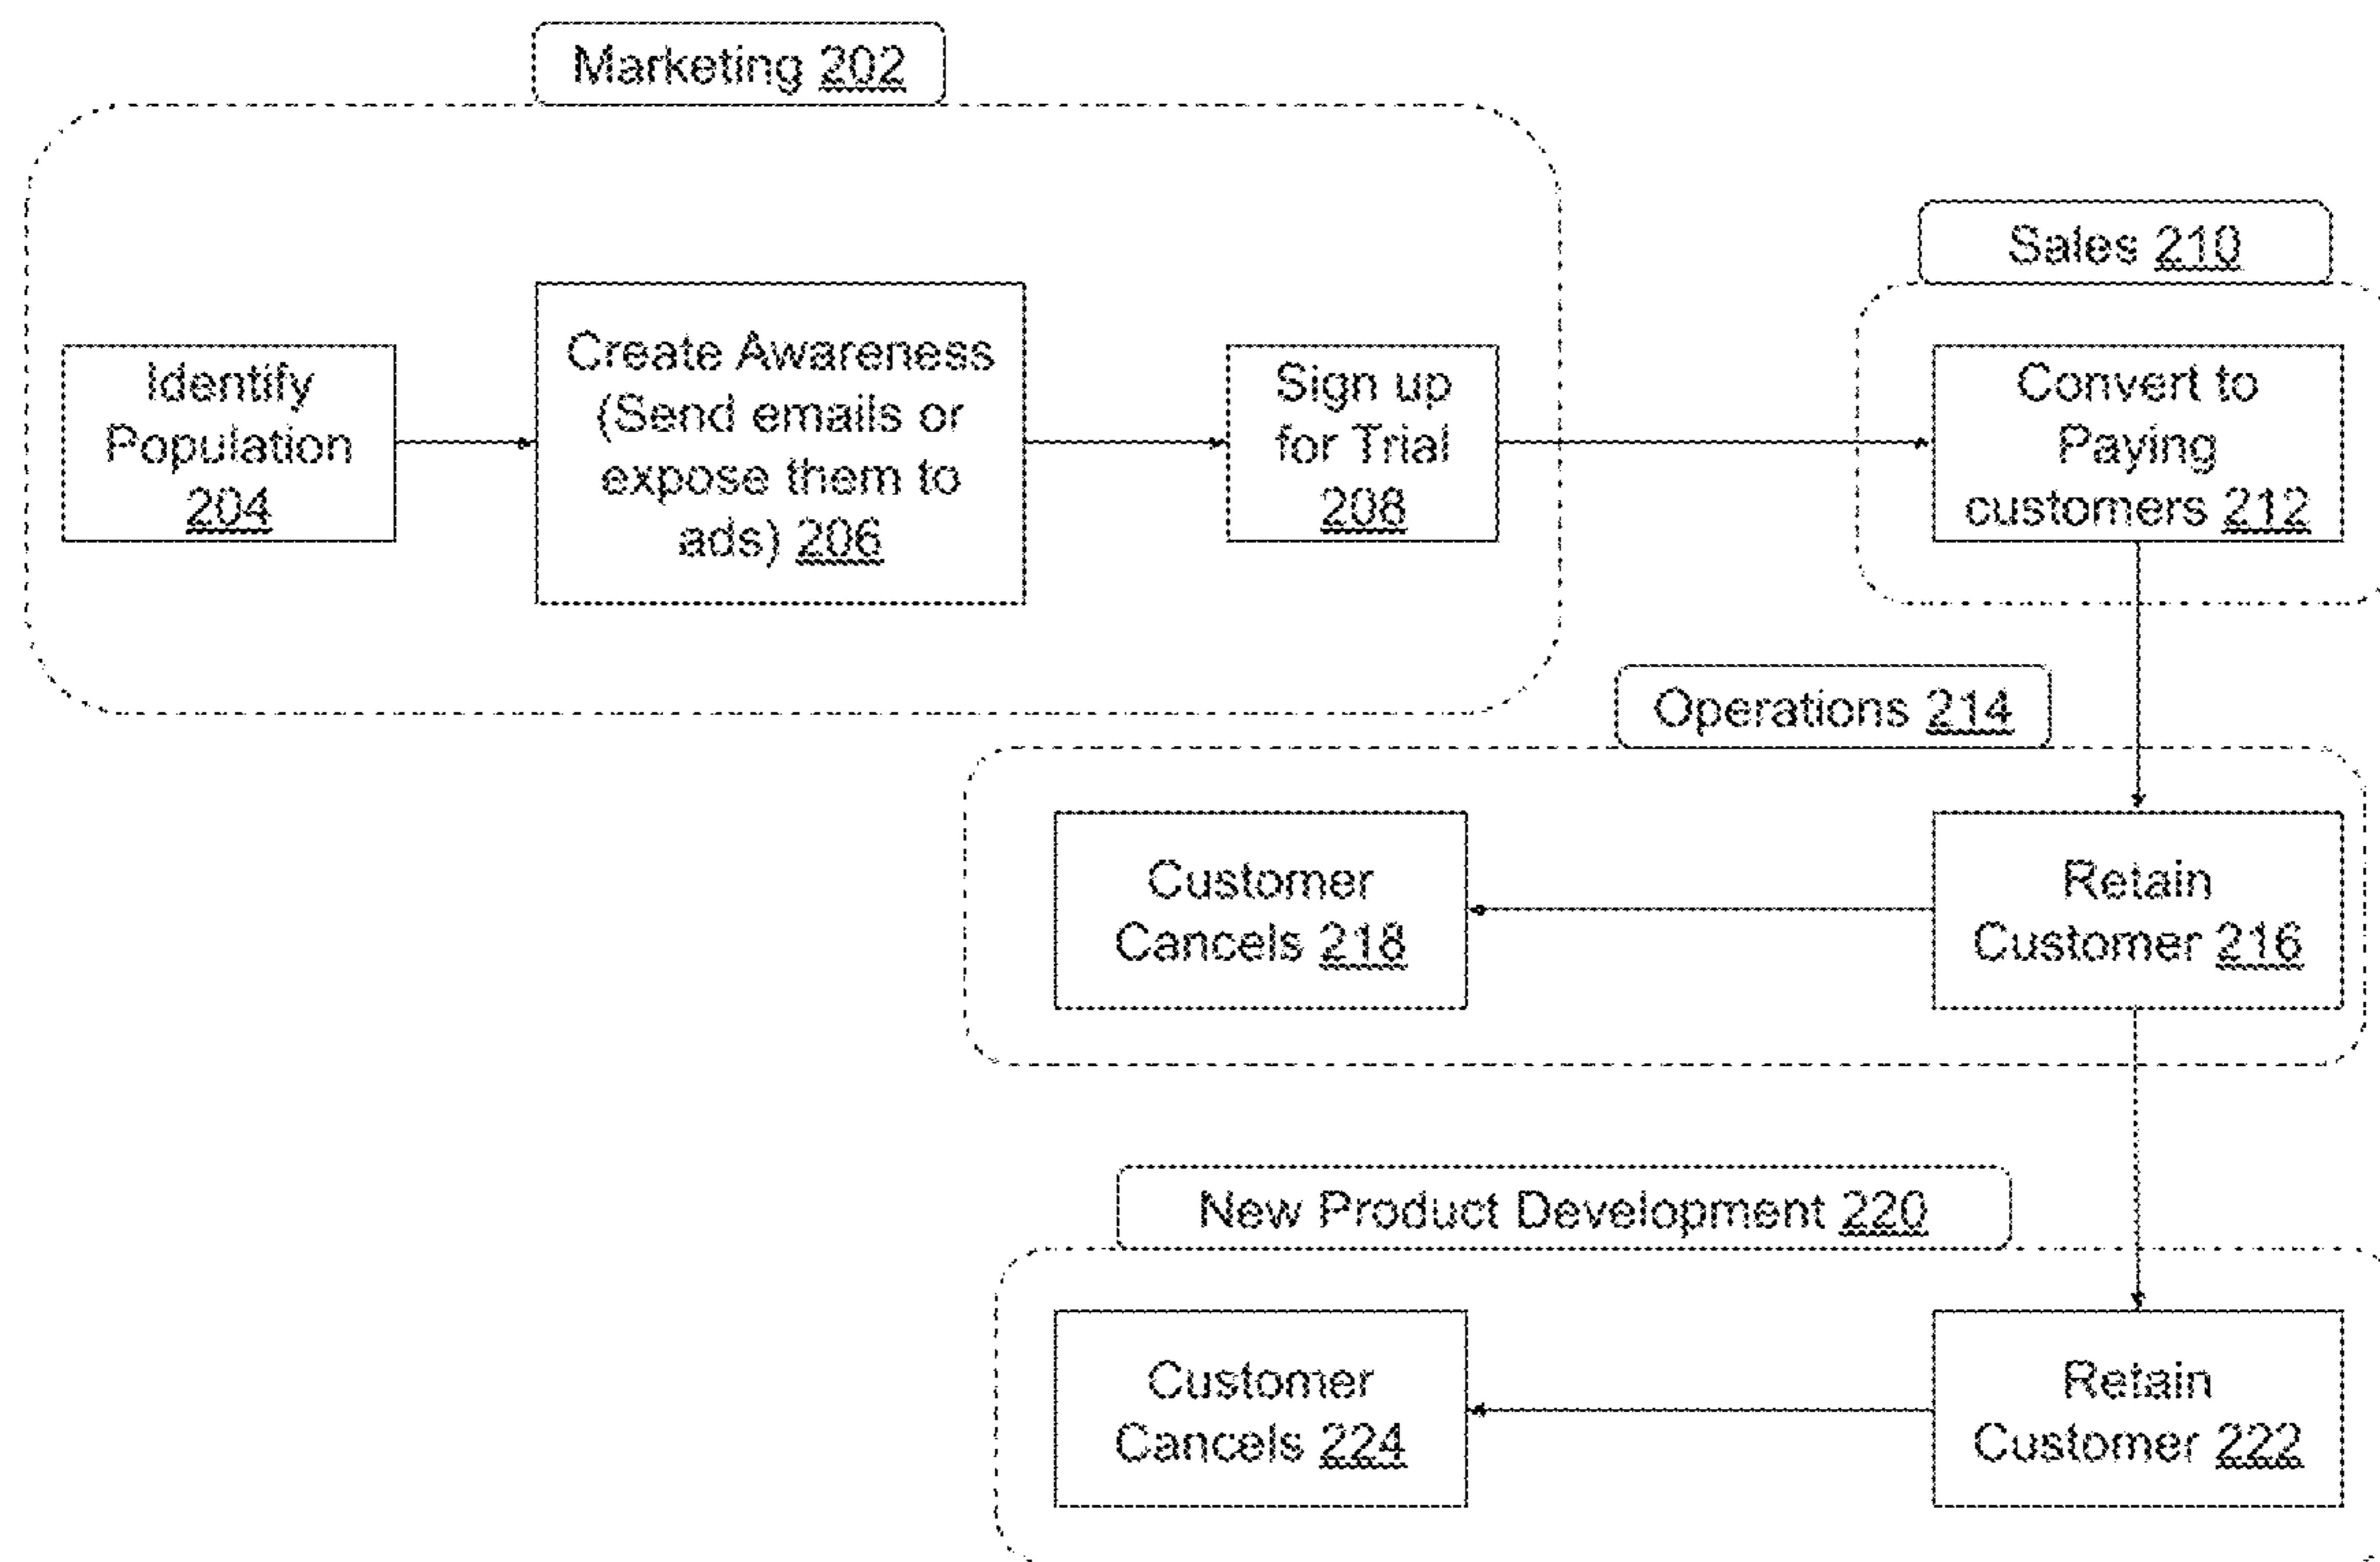 Marketing 202
Identify
Population
204
Create Awareness
(Send emails or
expose them to
ads) 206
Sign up
for Trial
208
Sales 210
Convert to
Paying
customers 212
Operations 214
Customer
Cancels 218
Retain
Customer 216
New Product Development 220
Customer
Cancels 224
Retain
Customer 222